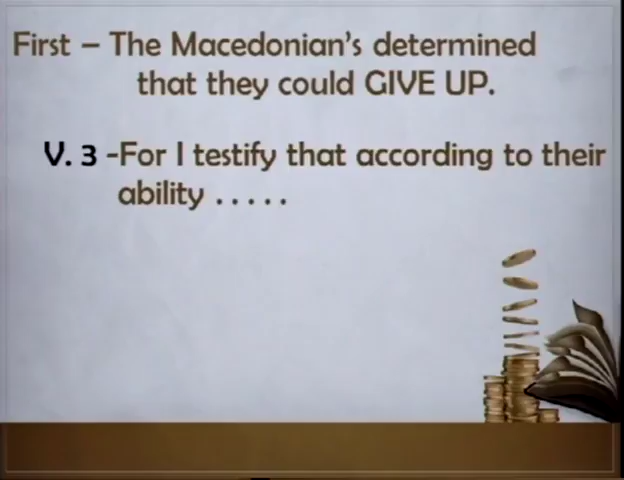 First – The Macedonian's determined
that they could GIVE UP.
V. 3 -For I testify that according to their
ability . . . . .